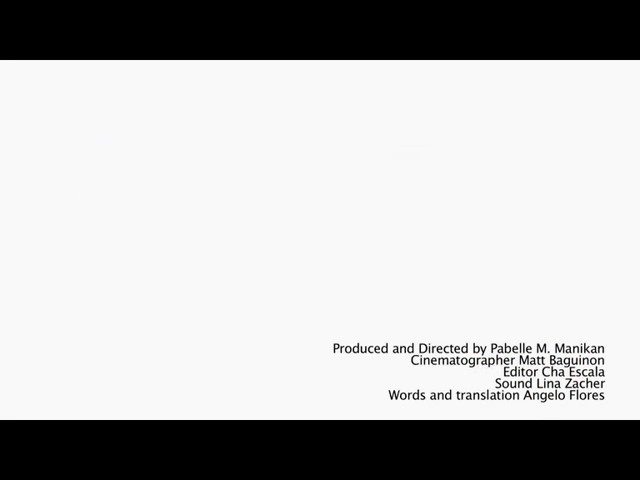 Produced and Directed by Pabelle M. Manikan
Cinematographer Matt Baguinon
Editor Cha Escala
Sound Lina Zacher
Words and translation Angelo Flores